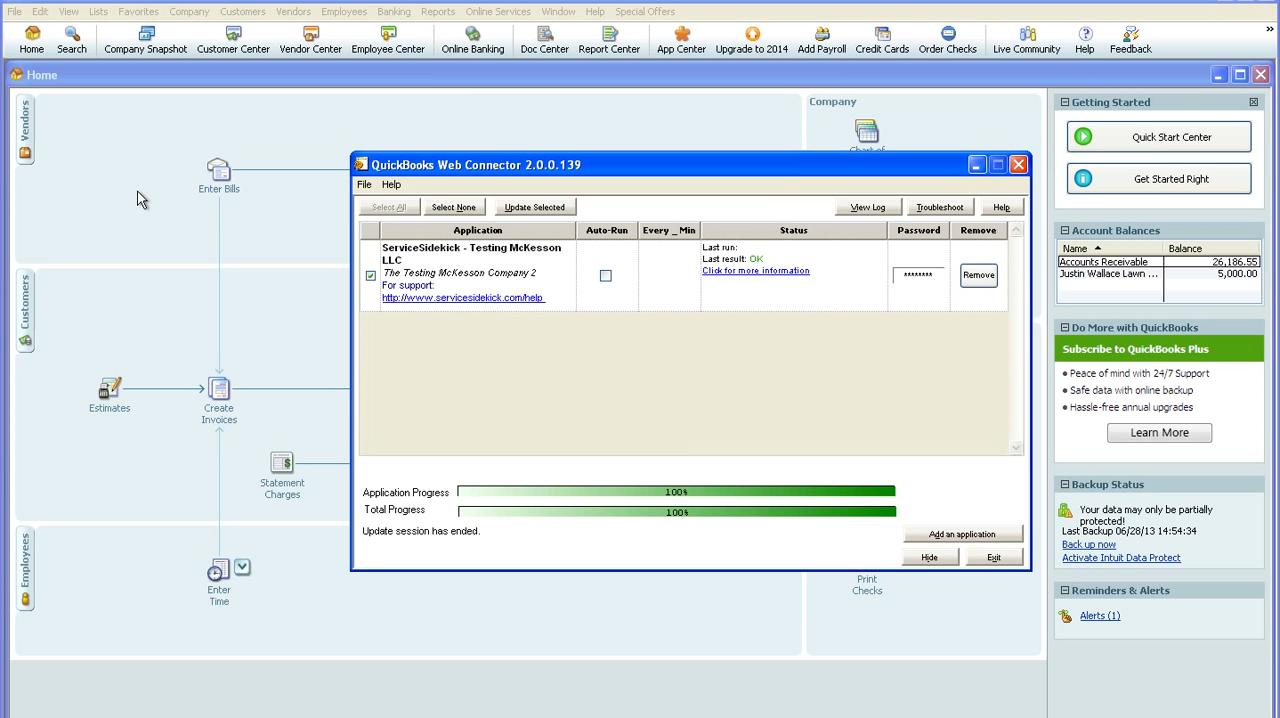 File Edit View Lists Favorites Company Customers Vendors Employees Banking Reports Online Services Window Help Special Offers
Home Search Company Snapshot Customer Center Vendor Center Employee Center Online Banking Doc Center Report Center App Center Upgrade to 2014 Add Payroll Credit Cards Order Checks Live Community Help Feedback
Home
Vendors
Enter Bills
Company
Chart of
Customers
Estimates
Create
Invoices
Statement
Charges
Employees
Enter
Time
Print
Checks
QuickBooks Web Connector 2.0.0.139
File Help
Select All Select None Update Selected View Log Troubleshoot Help
Application Auto-Run Every _ Min Status Password Remove
ServiceSidekick - Testing McKesson
LLC
The Testing McKesson Company 2
For support:
http://www.servicesidekick.com/help
Last run:
Last result: OK
Click for more information
********
Remove
Application Progress 100%
Total Progress 100%
Update session has ended.
Add an application
Hide Exit
Getting Started
Quick Start Center
Get Started Right
Account Balances
Name Balance
Accounts Receivable 26,186.55
Justin Wallace Lawn ... 5,000.00
Do More with QuickBooks
Subscribe to QuickBooks Plus
Peace of mind with 24/7 Support
Safe data with online backup
Hassle-free annual upgrades
Learn More
Backup Status
Your data may only be partially
protected!
Last Backup 06/28/13 14:54:34
Back up now
Activate Intuit Data Protect
Reminders & Alerts
Alerts (1)